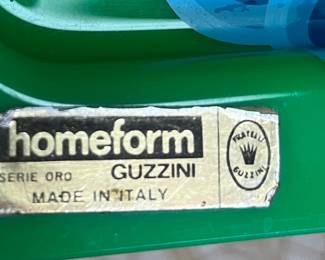 homeform
SERIE ORO GUZZINI
MADE IN ITALY
FRATELLI
GUZZINI